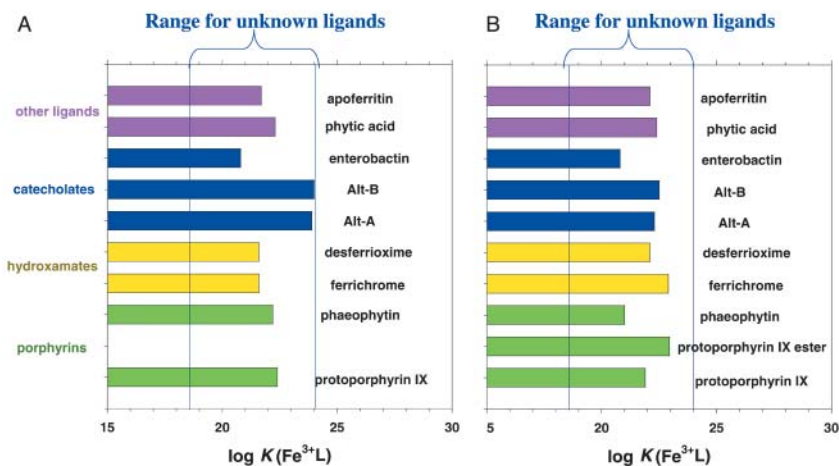 A
Range for unknown ligands
other ligands
catecholates
hydroxamates
porphyrins
apoferritin
phytic acid
enterobactin
Alt-B
Alt-A
desferrioxime
ferrichrome
phaeophytin
protoporphyrin IX
15 20 25 30
log K (Fe³⁺L)
B
Range for unknown ligands
apoferritin
phytic acid
enterobactin
Alt-B
Alt-A
desferrioxime
ferrichrome
phaeophytin
protoporphyrin IX ester
protoporphyrin IX
5 20 25 30
log K (Fe³⁺L)